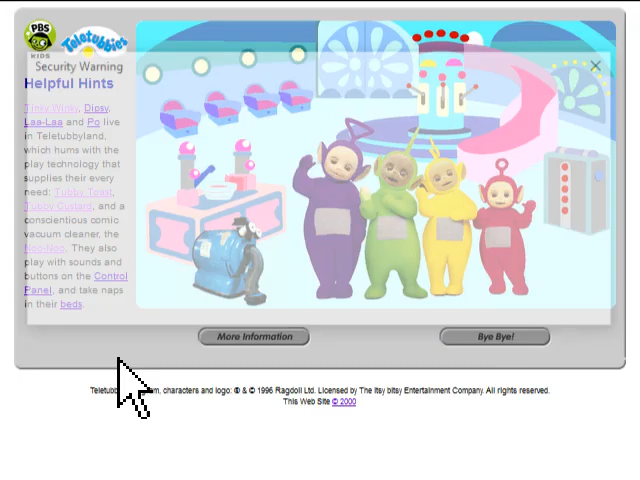 PBS
KIDS
Teletubbies
Security Warning
Helpful Hints
Tinky Winky, Dipsy,
Laa-Laa and Po live
in Teletubbyland,
which hums with the
play technology that
supplies their every
need: Tubby Toast,
Tubby Custard, and a
conscientious comic
vacuum cleaner, the
Noo-Noo. They also
play with sounds and
buttons on the Control
Panel, and take naps
in their beds.
More Information
Bye Bye!
characters and logo: ® & © 1996 Ragdoll Ltd. Licensed by The itsy bitsy Entertainment Company. All rights reserved.
This Web Site © 2000